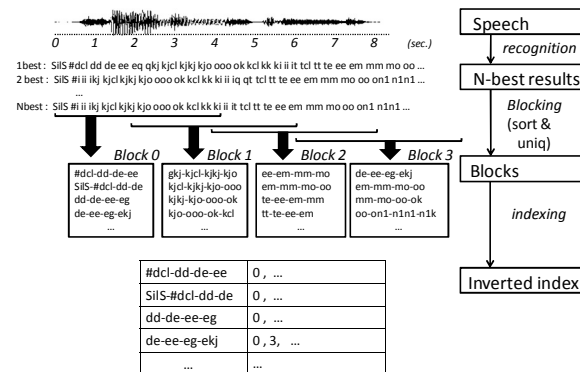 0 1 2 3 4 5 6 7 8 (sec.)
1best : SilS #dcl dd de ee eq qkj kjcl kjkj kjo ooo ok kcl kk ki ii it tcl tt te ee em mm mo oo ...
2 best : SilS #i ii ikj kjcl kjkj kjo ooo ok kcl kk ki ii iq qt tcl tt te ee em mm mo oo on1 n1n1 ...
...
Nbest : SilS #i ii ikj kjcl kjkj kjo ooo ok kcl kk ki ii it tcl tt te ee em mm mo oo on1 n1n1 ...
Block 0
#dcl-dd-de-ee
SilS-#dcl-dd-de
dd-de-ee-eg
de-ee-eg-ekj
...
Block 1
gkj-kjcl-kjkj-kjo
kjcl-kjkj-kjo-ooo
kjkj-kjo-ooo-ok
kjo-ooo-ok-kcl
...
Block 2
ee-em-mm-mo
em-mm-mo-oo
te-ee-em-mm
tt-te-ee-em
...
Block 3
de-ee-eg-ekj
em-mm-mo-oo
mm-mo-oo-ok
oo-on1-n1n1-n1k
...
Speech
recognition
N-best results
Blocking
(sort &
uniq)
Blocks
indexing
Inverted index
#dcl-dd-de-ee 0 , ...
SilS-#dcl-dd-de 0 , ...
dd-de-ee-eg 0 , ...
de-ee-eg-ekj 0 , 3, ...
... ...